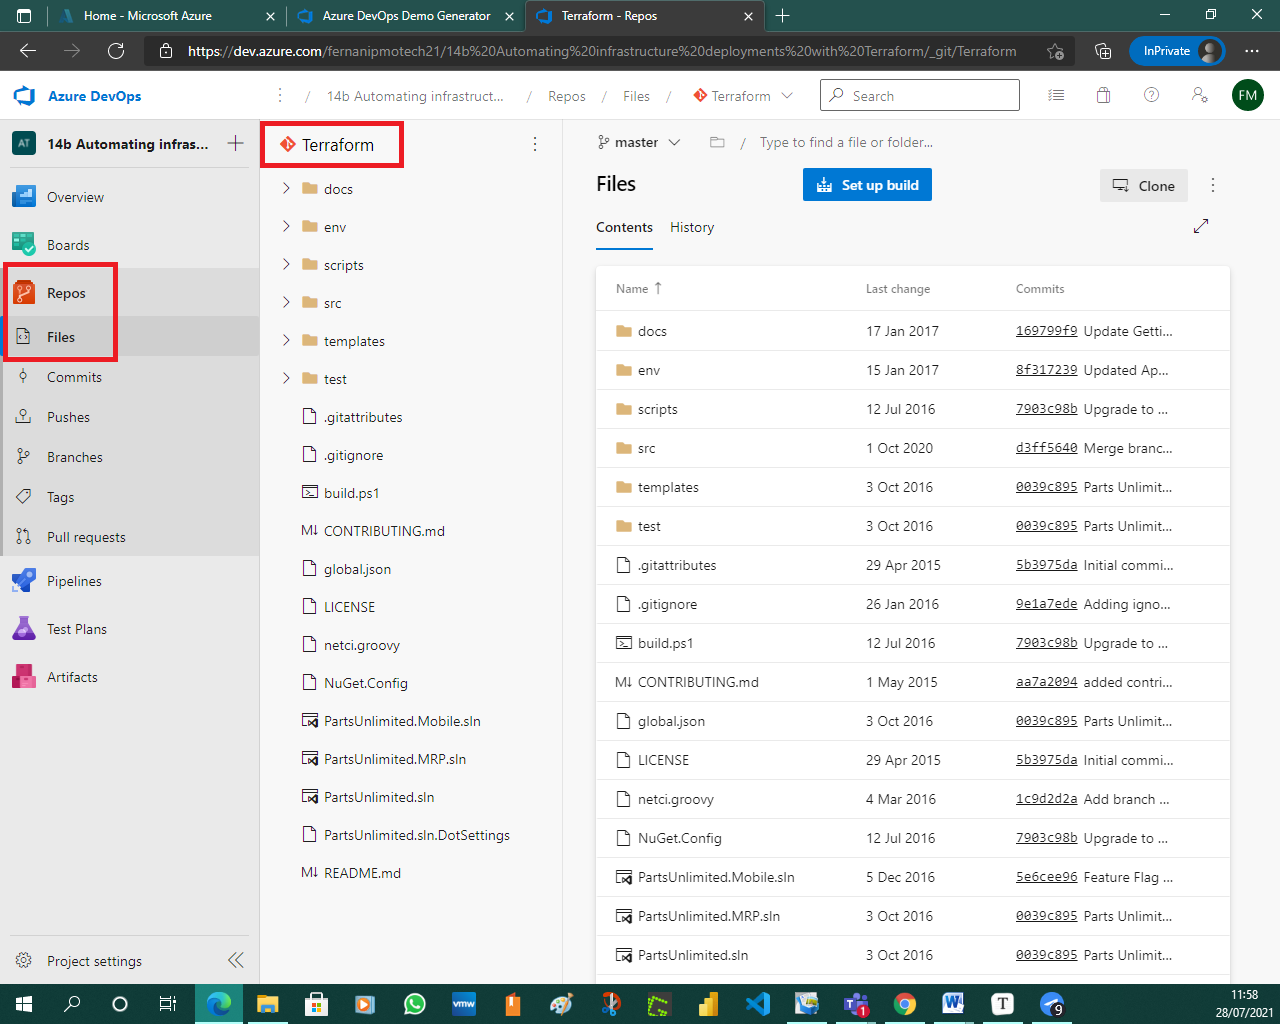 Home - Microsoft Azure
Azure DevOps Demo Generator
Terraform - Repos
https://dev.azure.com/fernanipmotech21/14b%20Automating%20infrastructure%20deployments%20with%20Terraform/_git/Terraform
InPrivate
Azure DevOps
/ 14b Automating infrastruct... / Repos / Files / Terraform
Search
FM
AT 14b Automating infras...
Overview
Boards
Repos
Files
Commits
Pushes
Branches
Tags
Pull requests
Pipelines
Test Plans
Artifacts
Project settings
Terraform
docs
env
scripts
src
templates
test
.gitattributes
.gitignore
build.ps1
M↓ CONTRIBUTING.md
global.json
LICENSE
netci.groovy
NuGet.Config
PartsUnlimited.Mobile.sln
PartsUnlimited.MRP.sln
PartsUnlimited.sln
PartsUnlimited.sln.DotSettings
M↓ README.md
master / Type to find a file or folder...
Files
Set up build
Clone
Contents History
Name ↑ Last change Commits
docs 17 Jan 2017 169799f9 Update Getti...
env 15 Jan 2017 8f317239 Updated Ap...
scripts 12 Jul 2016 7903c98b Upgrade to ...
src 1 Oct 2020 d3ff5640 Merge branc...
templates 3 Oct 2016 0039c895 Parts Unlimit...
test 3 Oct 2016 0039c895 Parts Unlimit...
.gitattributes 29 Apr 2015 5b3975da Initial commi...
.gitignore 26 Jan 2016 9e1a7ede Adding igno...
build.ps1 12 Jul 2016 7903c98b Upgrade to ...
M↓ CONTRIBUTING.md 1 May 2015 aa7a2094 added contri...
global.json 3 Oct 2016 0039c895 Parts Unlimit...
LICENSE 29 Apr 2015 5b3975da Initial commi...
netci.groovy 4 Mar 2016 1c9d2d2a Add branch ...
NuGet.Config 12 Jul 2016 7903c98b Upgrade to ...
PartsUnlimited.Mobile.sln 5 Dec 2016 5e6cee96 Feature Flag ...
PartsUnlimited.MRP.sln 3 Oct 2016 0039c895 Parts Unlimit...
PartsUnlimited.sln 3 Oct 2016 0039c895 Parts Unlimit...
vmw
1
W
T
9
11:58
28/07/2021